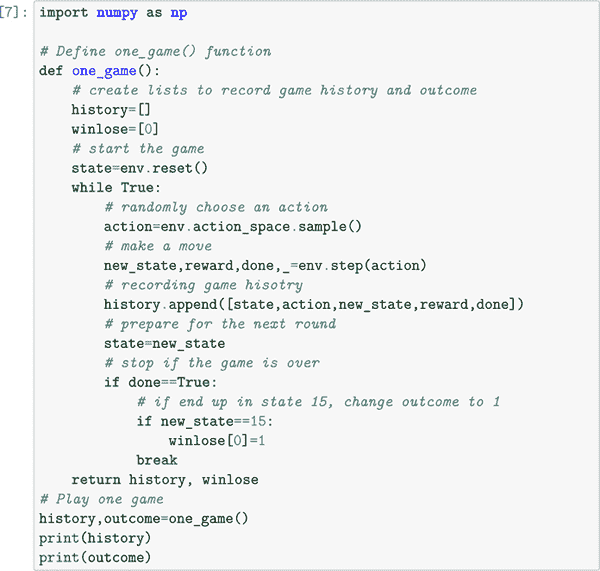 [7]: import numpy as np
# Define one_game() function
def one_game():
    # create lists to record game history and outcome
    history=[]
    winlose=[0]
    # start the game
    state=env.reset()
    while True:
        # randomly choose an action
        action=env.action_space.sample()
        # make a move
        new_state,reward,done,_=env.step(action)
        # recording game hisotry
        history.append([state,action,new_state,reward,done])
        # prepare for the next round
        state=new_state
        # stop if the game is over
        if done==True:
            # if end up in state 15, change outcome to 1
            if new_state==15:
                winlose[0]=1
            break
    return history, winlose
# Play one game
history,outcome=one_game()
print(history)
print(outcome)